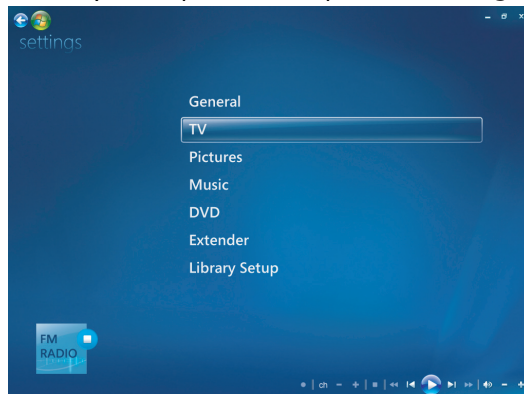 settings
General
TV
Pictures
Music
DVD
Extender
Library Setup
FM
RADIO
ch